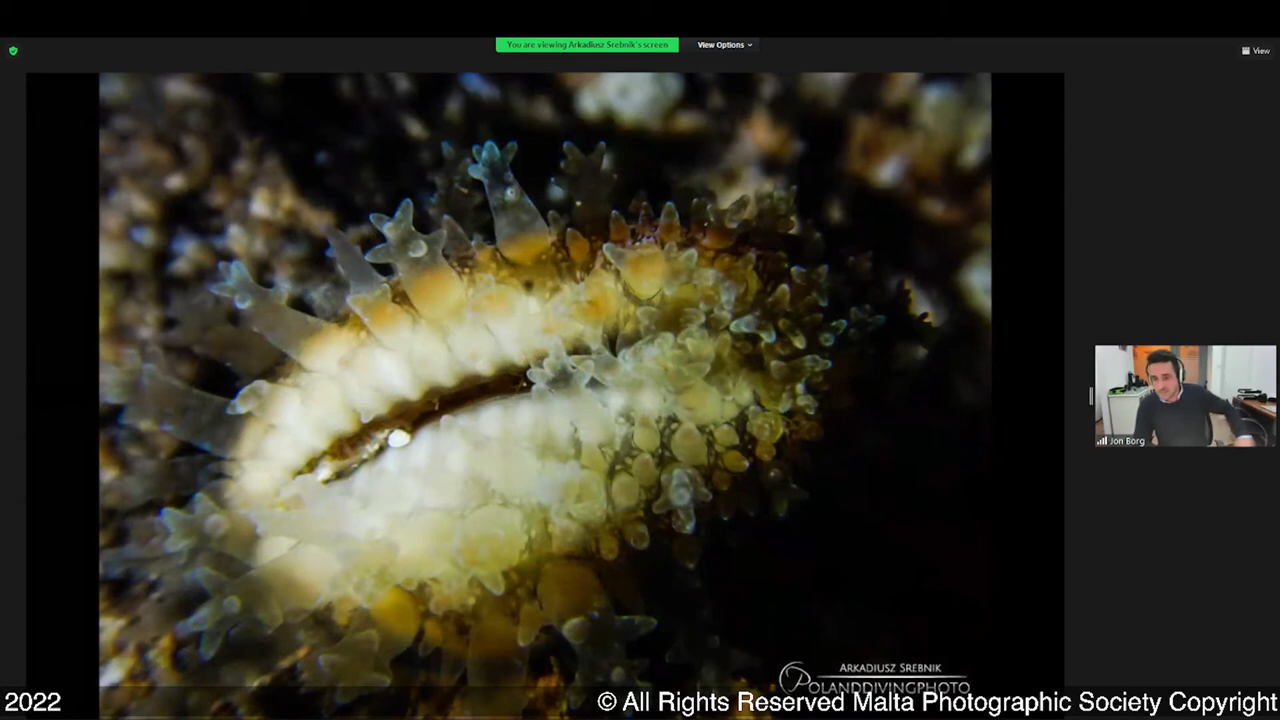 You are viewing Arkadiusz Srebnik's screen
View Options
View
Jon Borg
ARKADIUSZ SREBNIK
POLANDDIVINGPHOTO
2022
© All Rights Reserved Malta Photographic Society Copyright